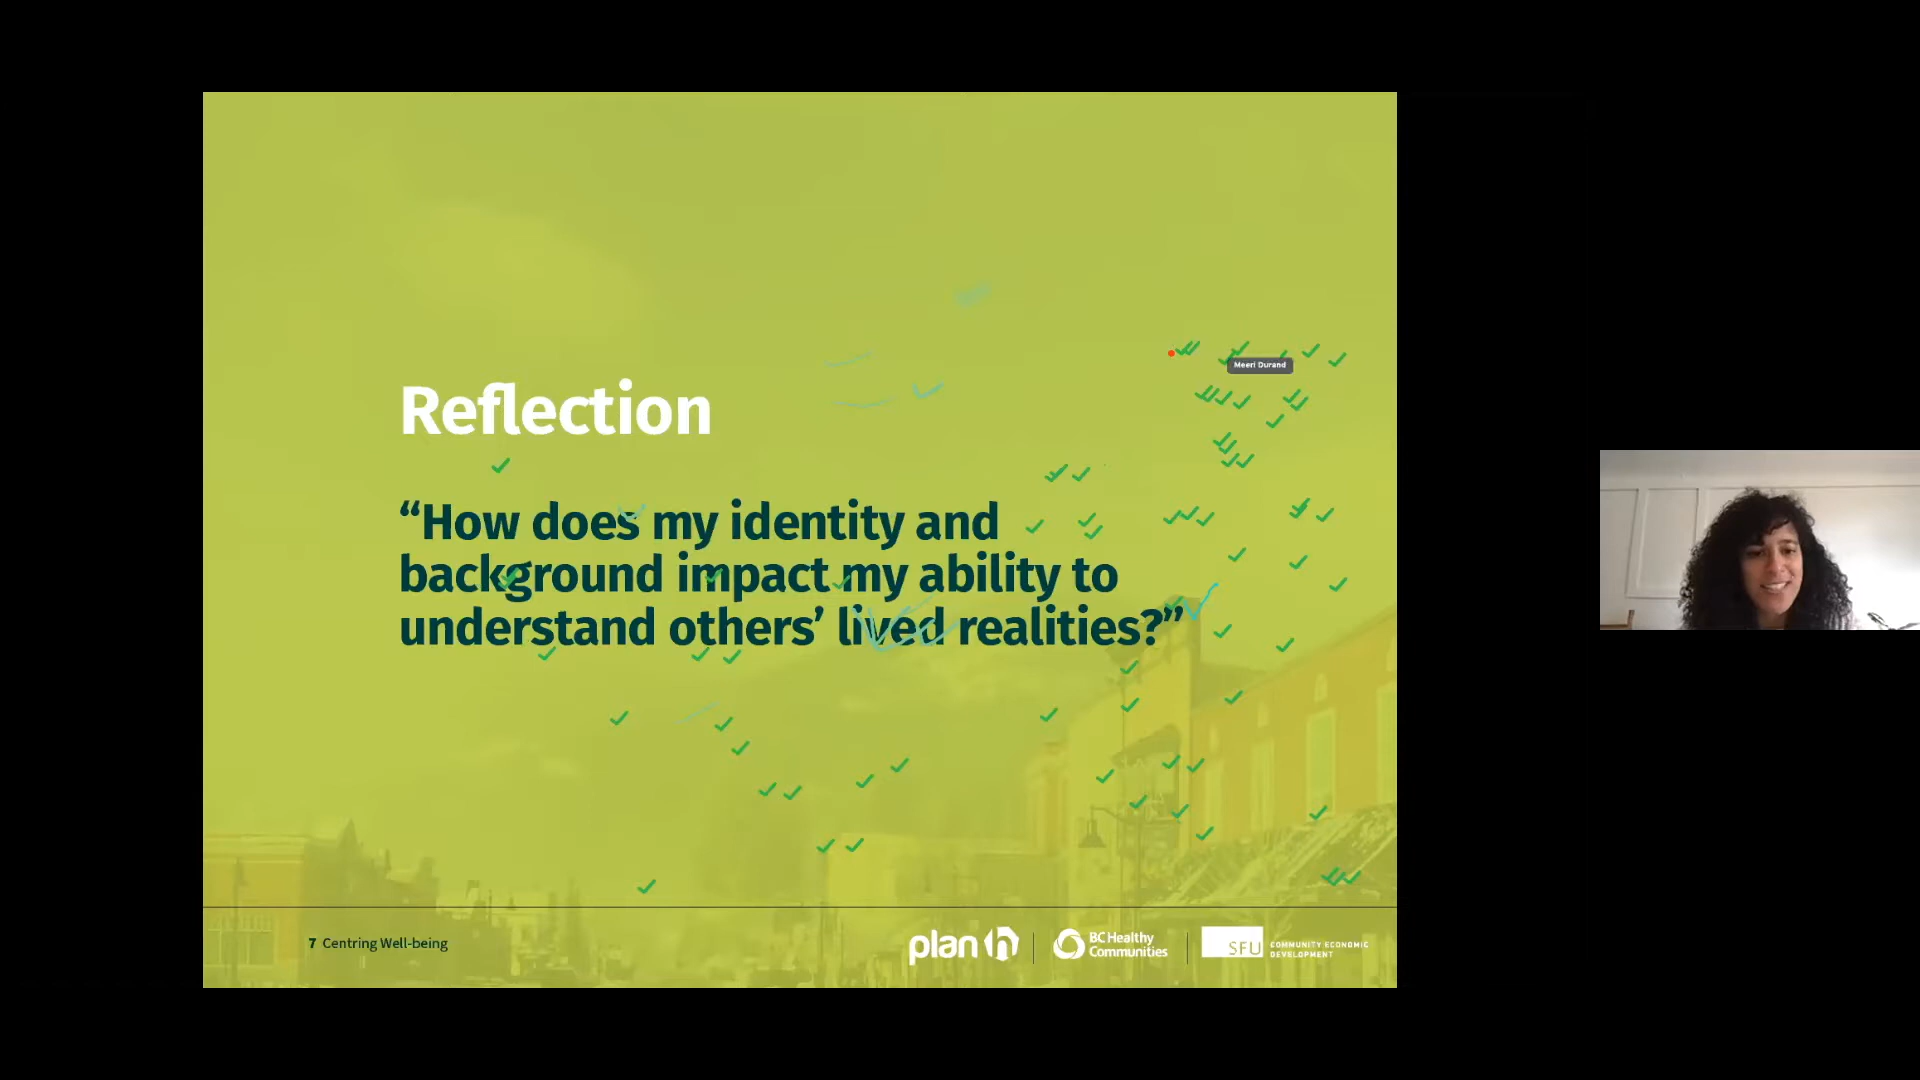 Meeri Durand
Reflection
“How does my identity and
background impact my ability to
understand others’ lived realities?”
7 Centring Well-being
plan h
BC Healthy
Communities
SFU
COMMUNITY ECONOMIC
DEVELOPMENT